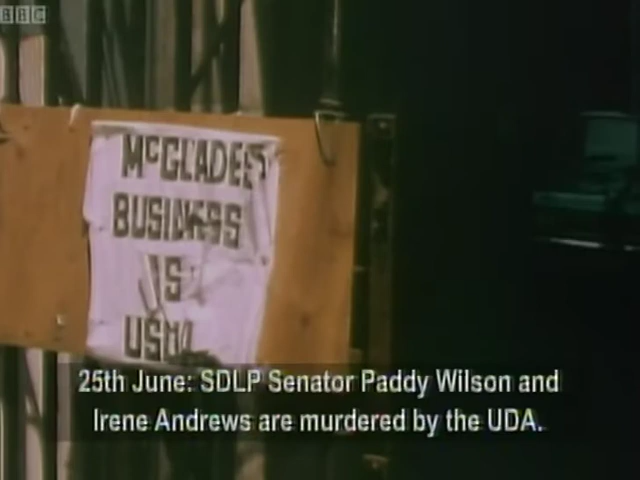 BBC
McGLADES
BUSINESS
IS
25th June: SDLP Senator Paddy Wilson and
Irene Andrews are murdered by the UDA.